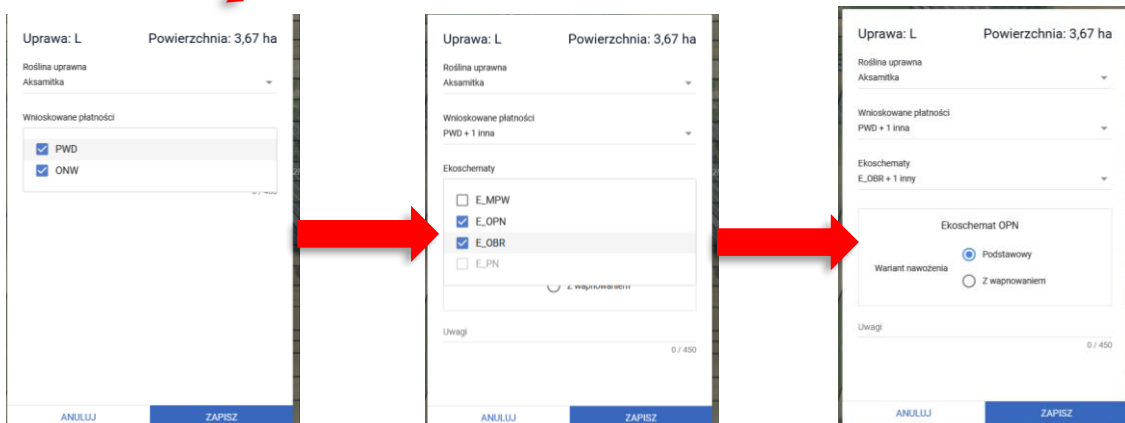 Uprawa: L Powierzchnia: 3,67 ha
Roślina uprawna
Aksamitka
Wnioskowane płatności
PWD
ONW
ANULUJ ZAPISZ
Uprawa: L Powierzchnia: 3,67 ha
Roślina uprawna
Aksamitka
Wnioskowane płatności
PWD + 1 inna
Ekoschematy
E_MPW
E_OPN
E_OBR
E_PN
Z wapnowaniem
Uwagi
0 / 450
ANULUJ ZAPISZ
Uprawa: L Powierzchnia: 3,67 ha
Roślina uprawna
Aksamitka
Wnioskowane płatności
PWD + 1 inna
Ekoschematy
E_OBR + 1 inny
Ekoschemat OPN
Wariant nawożenia
Podstawowy
Z wapnowaniem
Uwagi
0 / 450
ANULUJ ZAPISZ